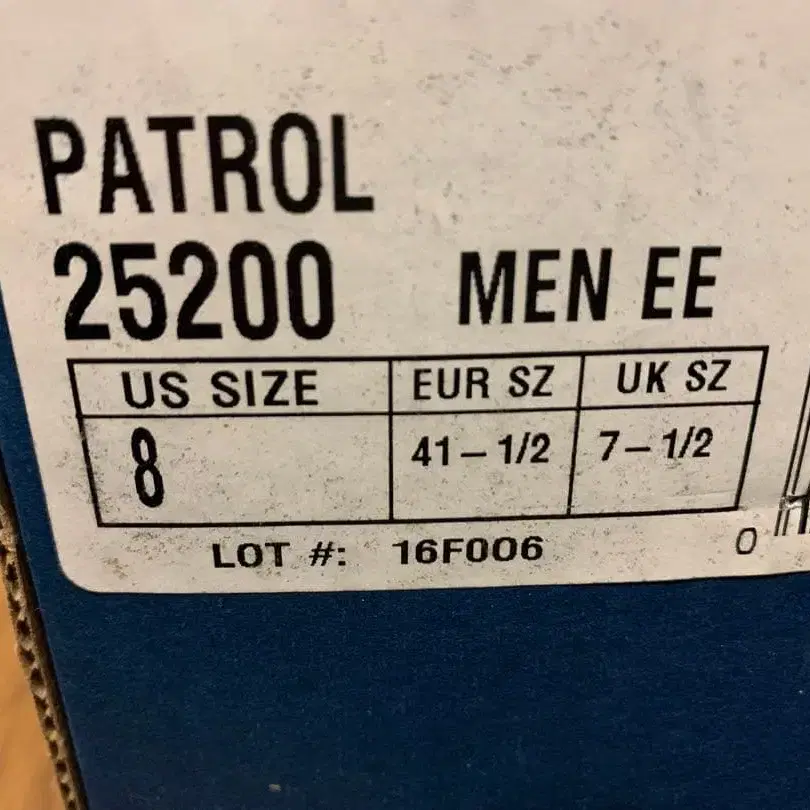 PATROL
25200 MEN EE
US SIZE EUR SZ UK SZ
8 41-1/2 7-1/2
LOT #: 16F006
0